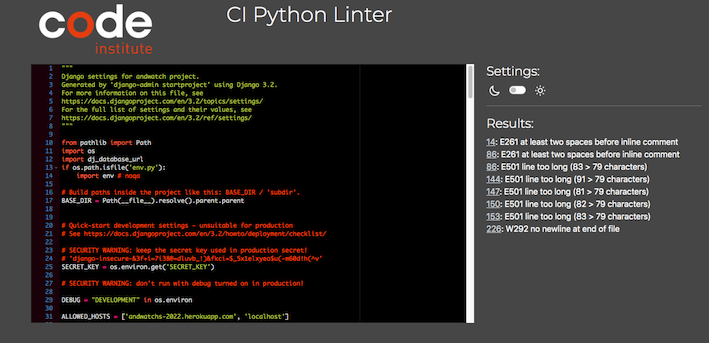 code
institute
CI Python Linter
1 """
2 Django settings for andwatch project.
3 Generated by 'django-admin startproject' using Django 3.2.
4 For more information on this file, see
5 https://docs.djangoproject.com/en/3.2/topics/settings/
6 For the full list of settings and their values, see
7 https://docs.djangoproject.com/en/3.2/ref/settings/
8 """
9
10 from pathlib import Path
11 import os
12 import dj_database_url
13 if os.path.isfile('env.py'):
14     import env # noqa
15
16 # Build paths inside the project like this: BASE_DIR / 'subdir'.
17 BASE_DIR = Path(__file__).resolve().parent.parent
18
19
20 # Quick-start development settings - unsuitable for production
21 # See https://docs.djangoproject.com/en/3.2/howto/deployment/checklist/
22
23 # SECURITY WARNING: keep the secret key used in production secret!
24 # 'django-insecure-
25 SECRET_KEY = os.environ.get('SECRET_KEY')
26
27 # SECURITY WARNING: don't run with debug turned on in production!
28
29 DEBUG = "DEVELOPMENT" in os.environ
30
31 ALLOWED_HOSTS = ['andwatchs-2022.herokuapp.com', 'localhost']
Settings:
Results:
14: E261 at least two spaces before inline comment
86: E261 at least two spaces before inline comment
86: E501 line too long (83 > 79 characters)
144: E501 line too long (91 > 79 characters)
147: E501 line too long (81 > 79 characters)
150: E501 line too long (82 > 79 characters)
153: E501 line too long (83 > 79 characters)
226: W292 no newline at end of file